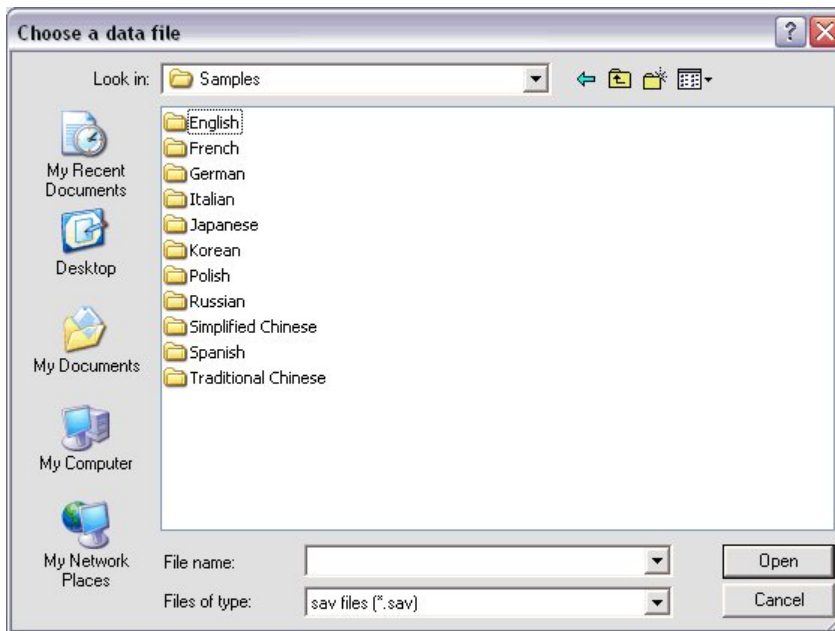 Choose a data file
Look in: Samples
My Recent
Documents
Desktop
My Documents
My Computer
My Network
Places
English
French
German
Italian
Japanese
Korean
Polish
Russian
Simplified Chinese
Spanish
Traditional Chinese
File name:
Open
Files of type: sav files (*.sav)
Cancel